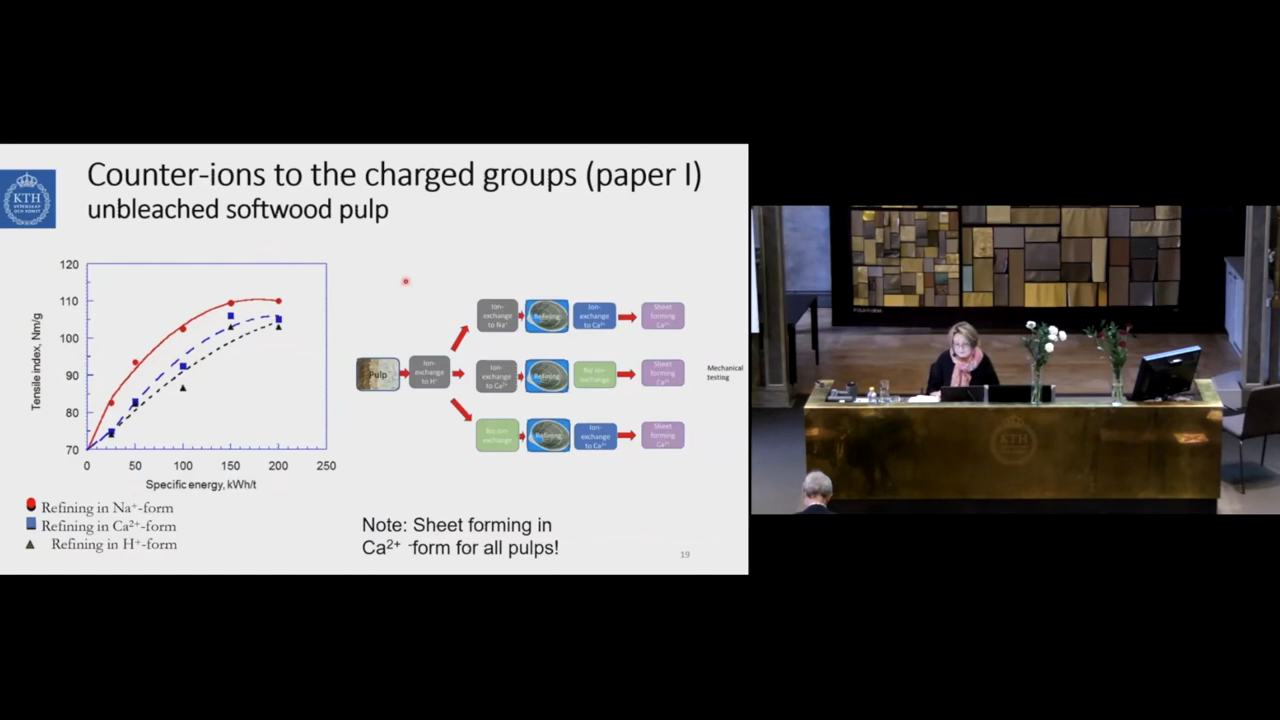 Counter-ions to the charged groups (paper I)
unbleached softwood pulp
KTH
VETENSKAP
OCH KONST
120
110
100
90
80
70
0
50
100
150
200
250
Tensile index, Nm/g
Specific energy, kWh/t
Refining in Na⁺-form
Refining in Ca²⁺-form
Refining in H⁺-form
Pulp
Ion-
exchange
to H⁺
Ion-
exchange
to Na⁺
Refining
Ion-
exchange
to Ca²⁺
Sheet
forming
Ca²⁺
Ion-
exchange
to Ca²⁺
Refining
No ion-
exchange
Sheet
forming
Ca²⁺
No ion-
exchange
Refining
Ion-
exchange
to Ca²⁺
Sheet
forming
Ca²⁺
Mechanical
testing
Note: Sheet forming in
Ca²⁺ -form for all pulps!
19
KTH